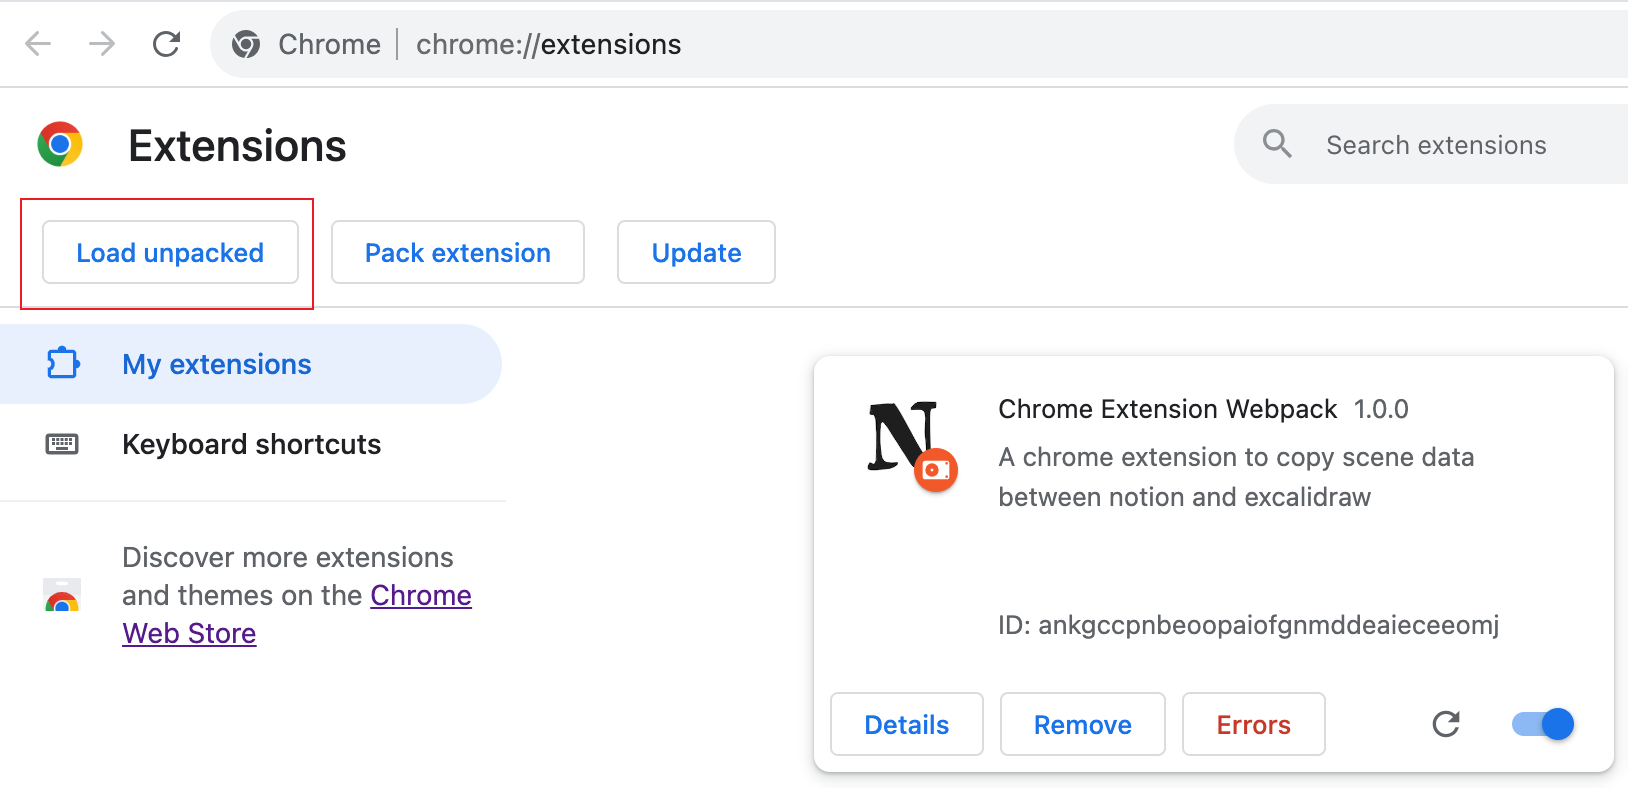 Chrome | chrome://extensions
Extensions
Search extensions
Load unpacked
Pack extension
Update
My extensions
Keyboard shortcuts
Discover more extensions
and themes on the Chrome
Web Store
N
Chrome Extension Webpack 1.0.0
A chrome extension to copy scene data
between notion and excalidraw
ID: ankgccpnbeoopaiofgnmddeaieceeomj
Details
Remove
Errors